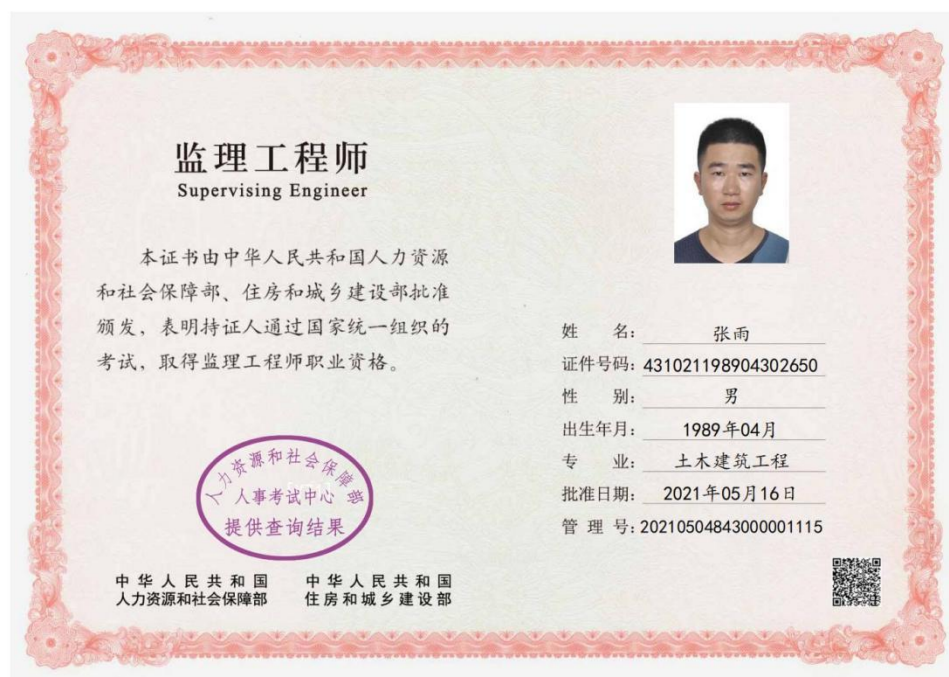 监理工程师
Supervising Engineer
本证书由中华人民共和国人力资源
和社会保障部、住房和城乡建设部批准
颁发，表明持证人通过国家统一组织的
考试，取得监理工程师职业资格。
人力资源和社会保障部
人事考试中心
提供查询结果
中华人民共和国
人力资源和社会保障部
中华人民共和国
住房和城乡建设部
姓 名： 张雨
证件号码：431021198904302650
性 别： 男
出生年月： 1989年04月
专 业： 土木建筑工程
批准日期： 2021年05月16日
管 理 号：20210504843000001115